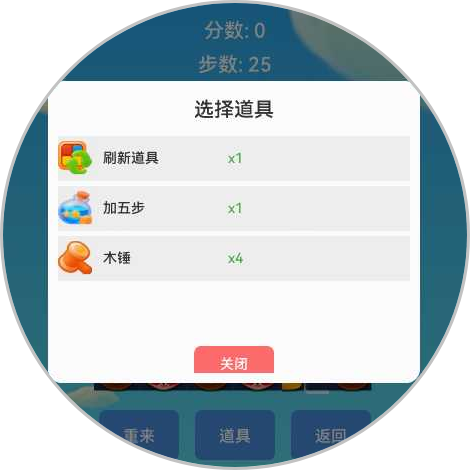 分数: 0
步数: 25
选择道具
刷新道具 x1
加五步 x1
木锤 x4
关闭
重来 道具 返回